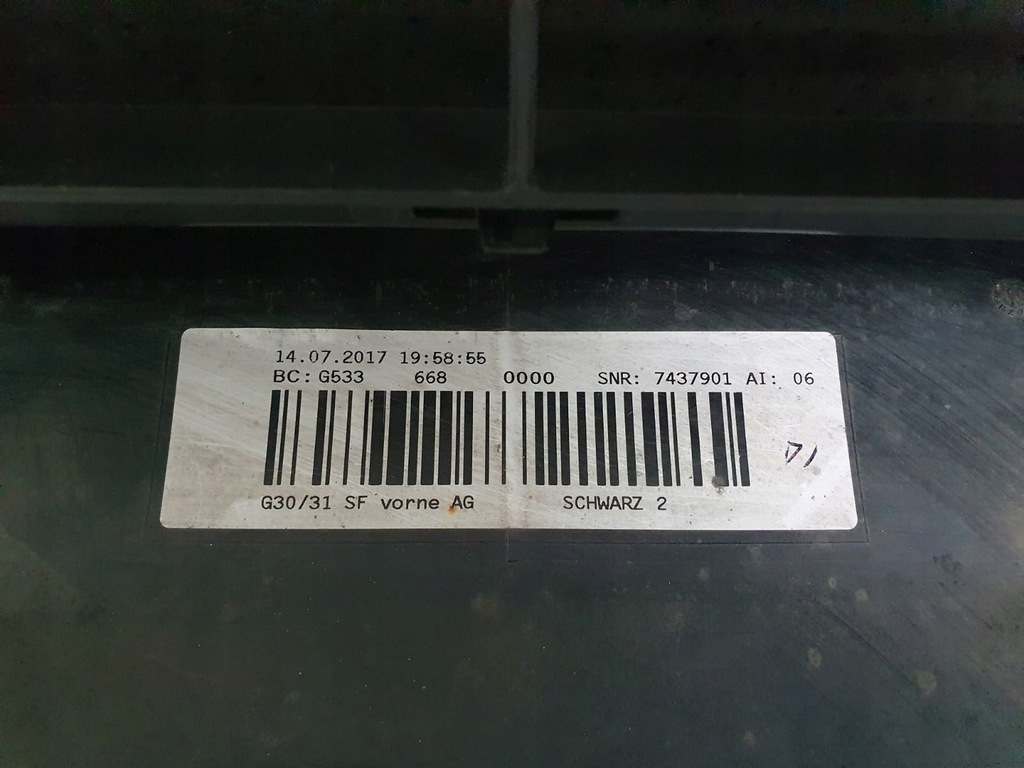 14.07.2017 19:58:55
BC: G533 668 0000 SNR: 7437901 AI: 06
G30/31 SF vorne AG SCHWARZ 2